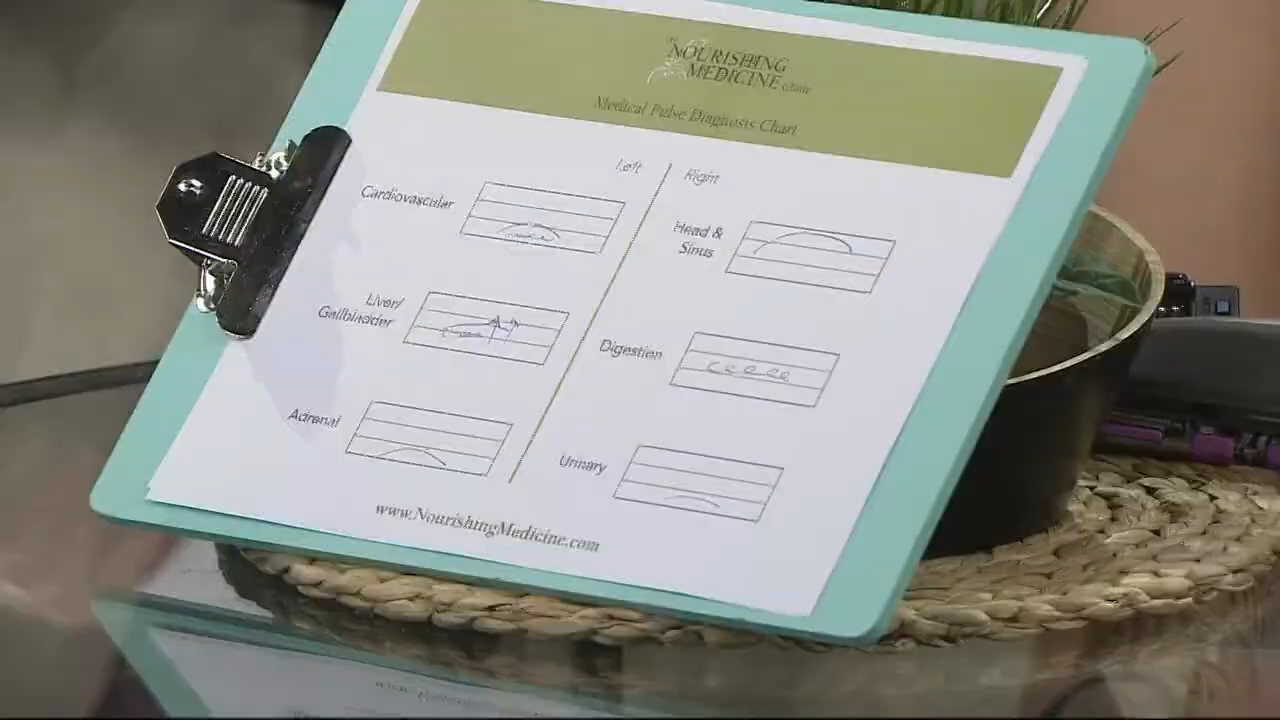 NOURISHING
MEDICINE.com
Medical Pulse Diagnosis Chart
Left
Right
Cardiovascular
Head &
Sinus
Liver/
Gallbladder
Digestion
Adrenal
Urinary
www.NourishingMedicine.com